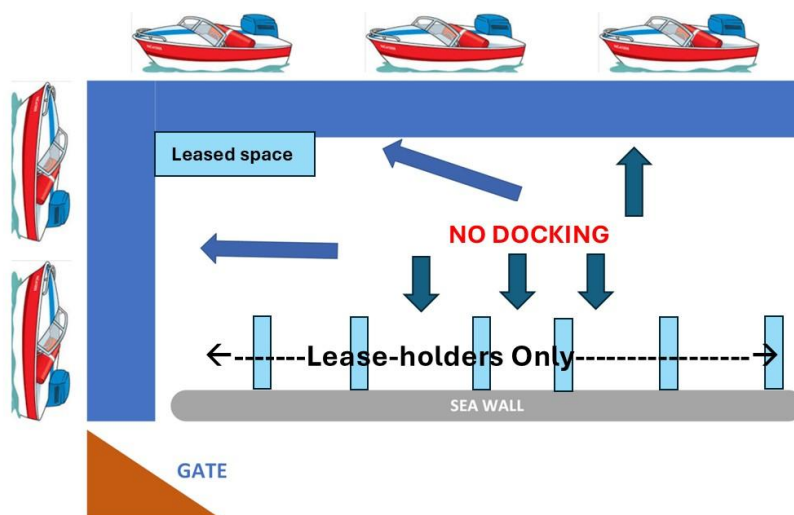 Leased space
NO DOCKING
←------Lease-holders Only---------------→
SEA WALL
GATE